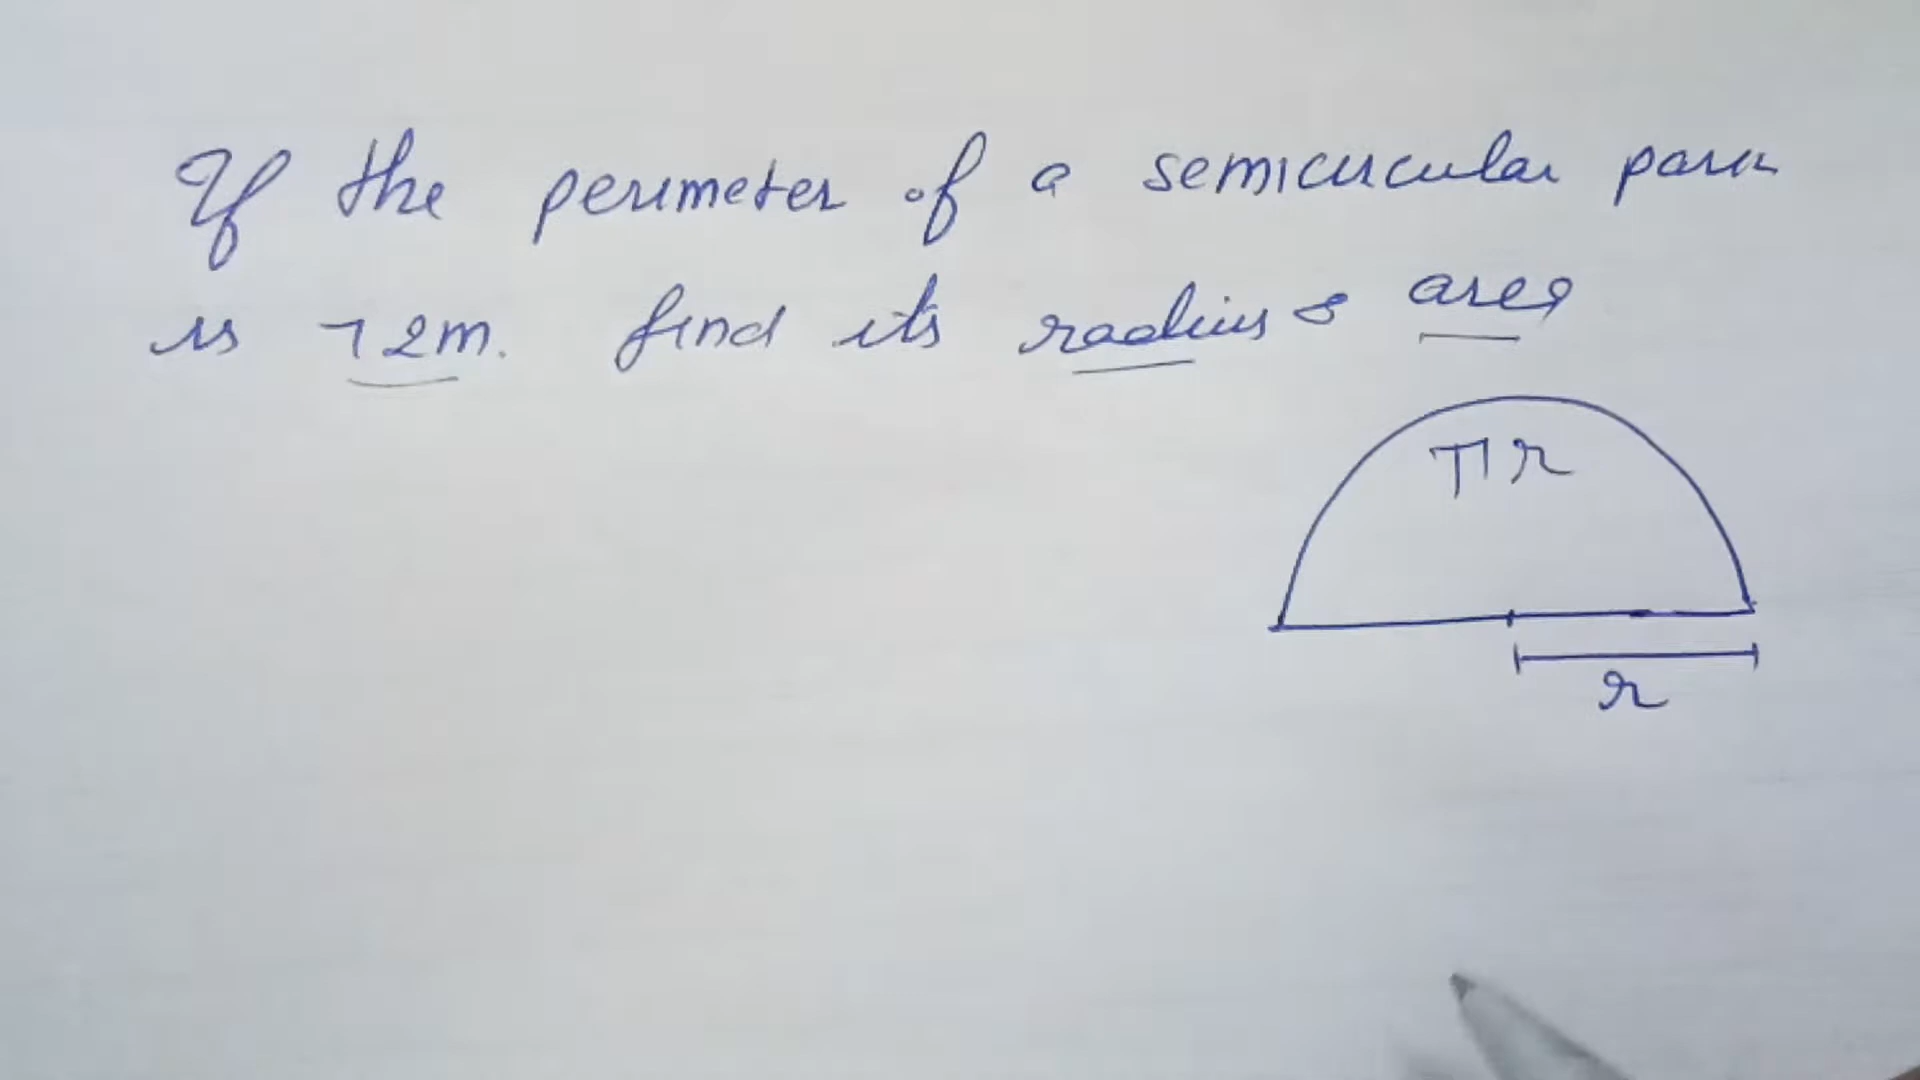 If the perimeter of a semicircular park
is 72m. find its radius & area
πr
r